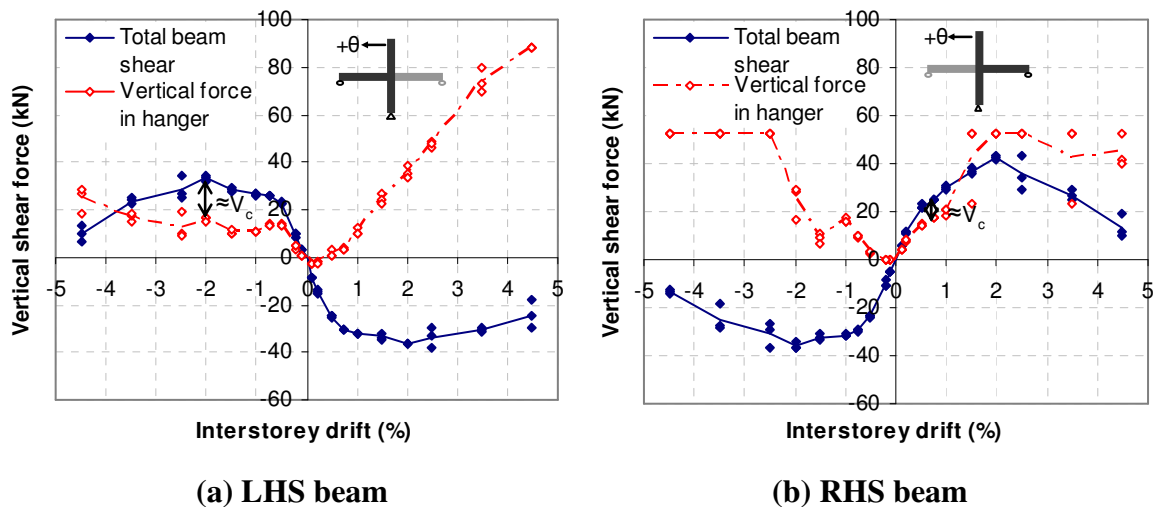 100
80
60
40
20
0
-20
-40
-60
-5 -4 -3 -2 -1 0 1 2 3 4 5
Vertical shear force (kN)
Interstorey drift (%)
Total beam
shear
Vertical force
in hanger
+θ
≈Vc
(a) LHS beam
100
80
60
40
20
0
-20
-40
-60
-5 -4 -3 -2 -1 0 1 2 3 4 5
Vertical shear force (kN)
Interstorey drift (%)
Total beam
shear
Vertical force
in hanger
+θ
≈Vc
(b) RHS beam